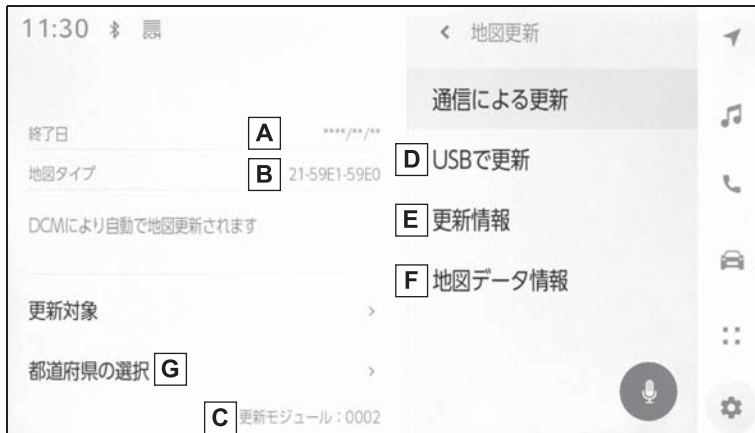 11:30
DCM
地図更新
通信による更新
終了日 A ****/**/**
地図タイプ B 21-59E1-59E0
D USBで更新
DCMにより自動で地図更新されます
E 更新情報
F 地図データ情報
更新対象 >
都道府県の選択 G >
C 更新モジュール：0002